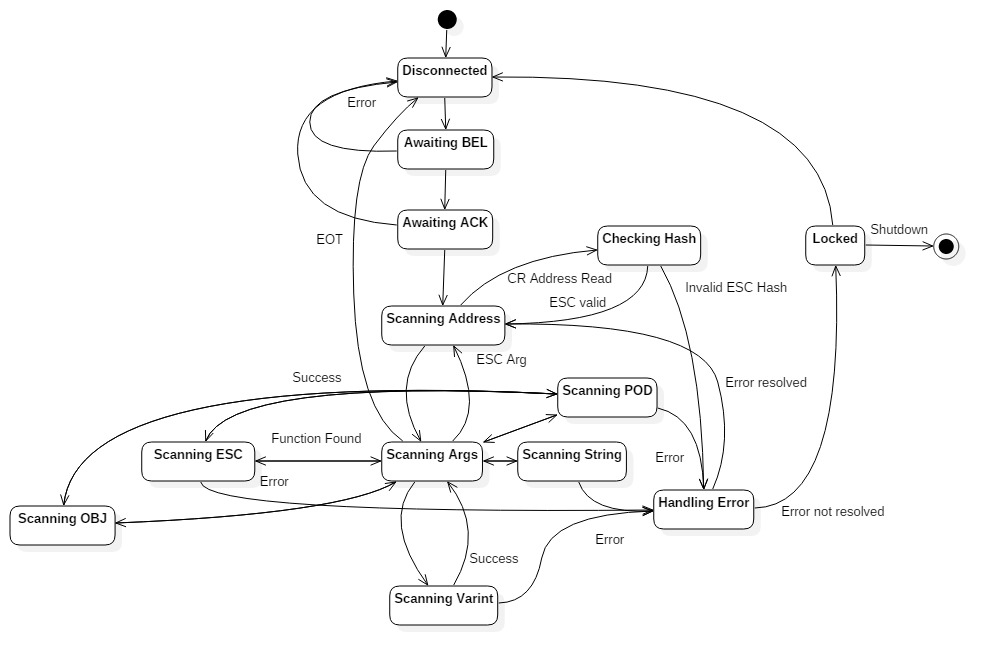 Disconnected
Error
Awaiting BEL
Awaiting ACK
EOT
Checking Hash
Locked
Shutdown
CR Address Read
ESC valid
Invalid ESC Hash
Scanning Address
ESC Arg
Success
Scanning POD
Error resolved
Function Found
Scanning ESC
Scanning Args
Scanning String
Error
Error
Handling Error
Error not resolved
Scanning OBJ
Error
Success
Scanning Varint